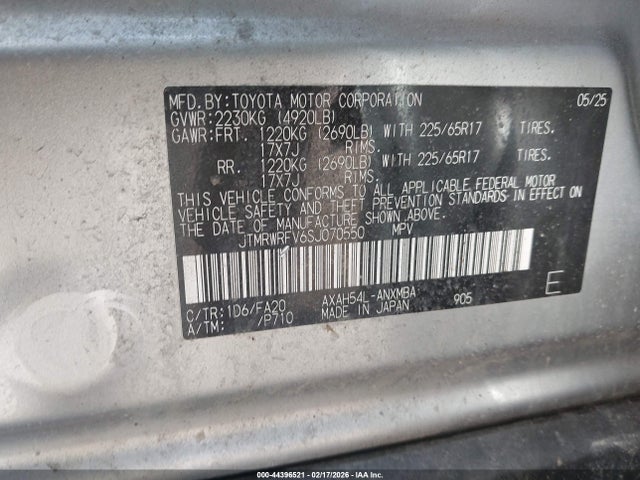 MFD.BY:TOYOTA MOTOR CORPORATION 05/25
GVWR:2230KG (4920LB)
GAWR:FRT. 1220KG (2690LB) WITH 225/65R17 TIRES.
17X7J RIMS.
RR. 1220KG (2690LB) WITH 225/65R17 TIRES.
17X7J RIMS.
THIS VEHICLE CONFORMS TO ALL APPLICABLE FEDERAL MOTOR
VEHICLE SAFETY AND THEFT PREVENTION STANDARDS IN EFFECT ON
THE DATE OF MANUFACTURE SHOWN ABOVE.
JTMRWRFV6SJ070550 MPV
C/TR:1D6/FA20 AXAH54L-ANXMBA 905 E
A/TM: /P710 MADE IN JAPAN
000-44396521 - 02/17/2026 - IAA Inc.